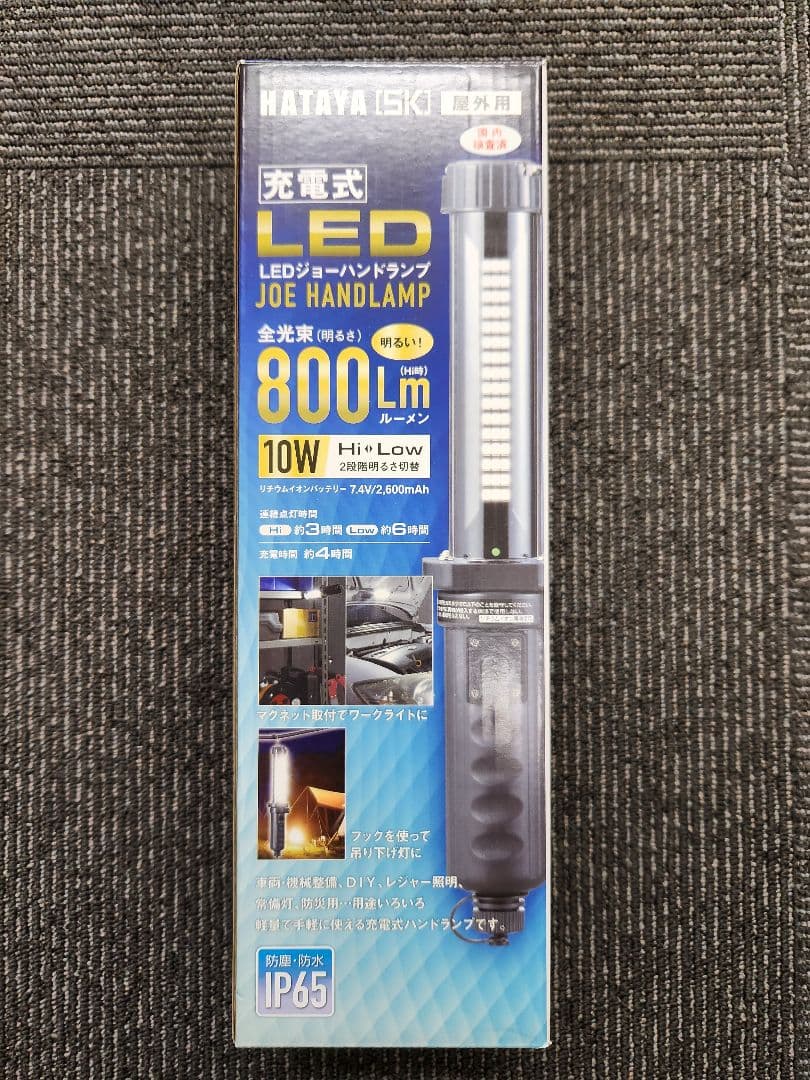 HATAYA [SK] 屋外用
国内
検査済
充電式
LED
LEDジョーハンドランプ
JOE HANDLAMP
全光束(明るさ)
明るい!
800Lm
(Hi時)
ルーメン
10W
Hi Low
2段階明るさ切替
リチウムイオンバッテリー 7.4V/2,600mAh
連続点灯時間
Hi 約3時間 Low 約6時間
充電時間 約4時間
マグネット取付でワークライトに
フックを使って
吊り下げ灯に
車両・機械整備、DIY、レジャー照明、
常備灯、防災用…用途いろいろ
軽量で手軽に使える充電式ハンドランプです。
防塵・防水
IP65